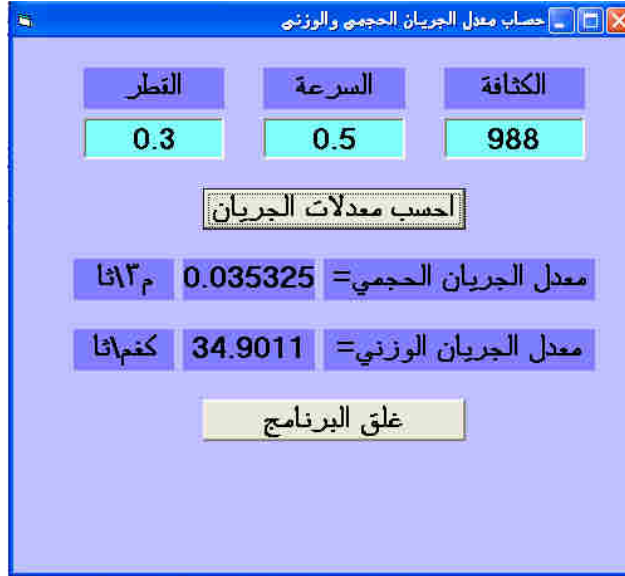 حساب معدل الجريان الحجمي والوزني
الكثافة السرعة القطر
988 0.5 0.3
احسب معدلات الجريان
معدل الجريان الحجمي= 0.035325 م٣\ثا
معدل الجريان الوزني= 34.9011 كغم\ثا
غلق البرنامج